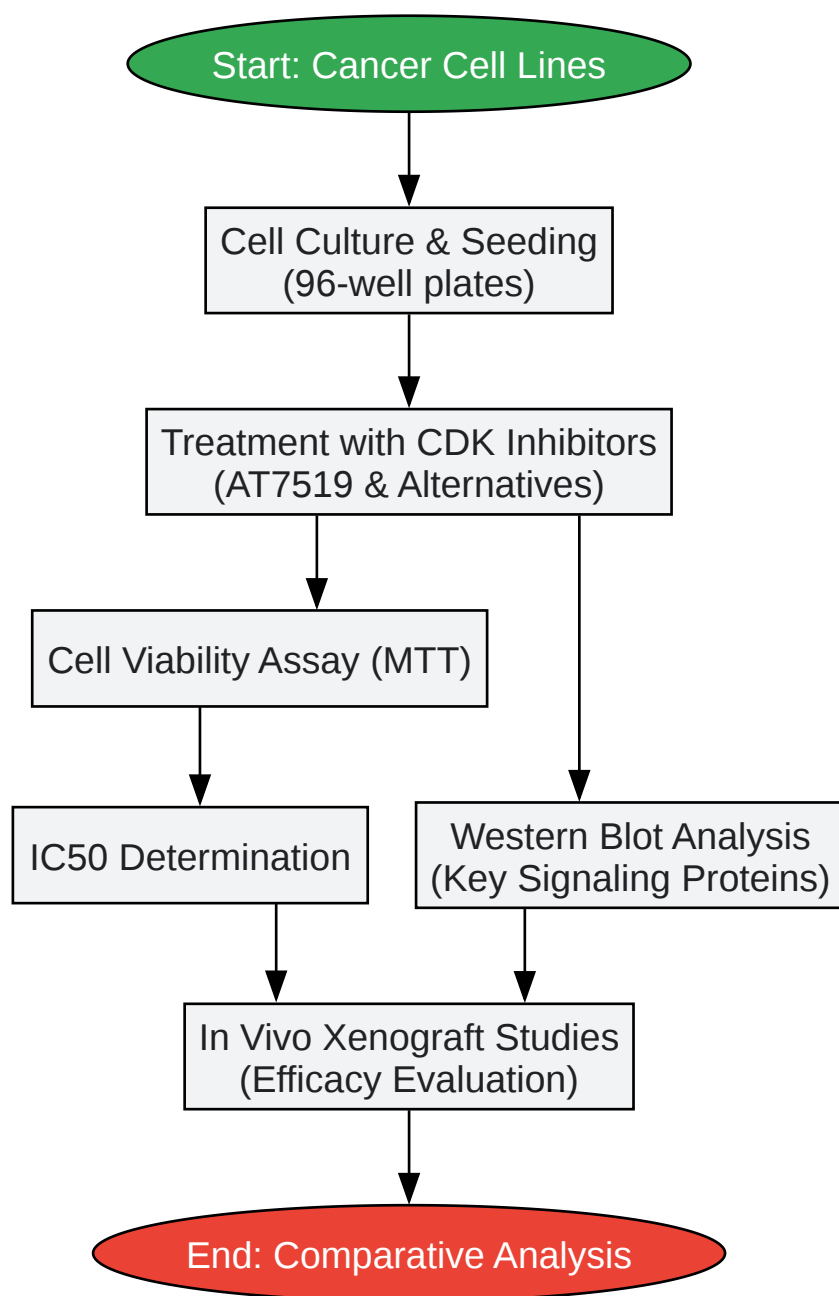 Start: Cancer Cell Lines
Cell Culture & Seeding
(96-well plates)
Treatment with CDK Inhibitors
(AT7519 & Alternatives)
Cell Viability Assay (MTT)
IC50 Determination
Western Blot Analysis
(Key Signaling Proteins)
In Vivo Xenograft Studies
(Efficacy Evaluation)
End: Comparative Analysis